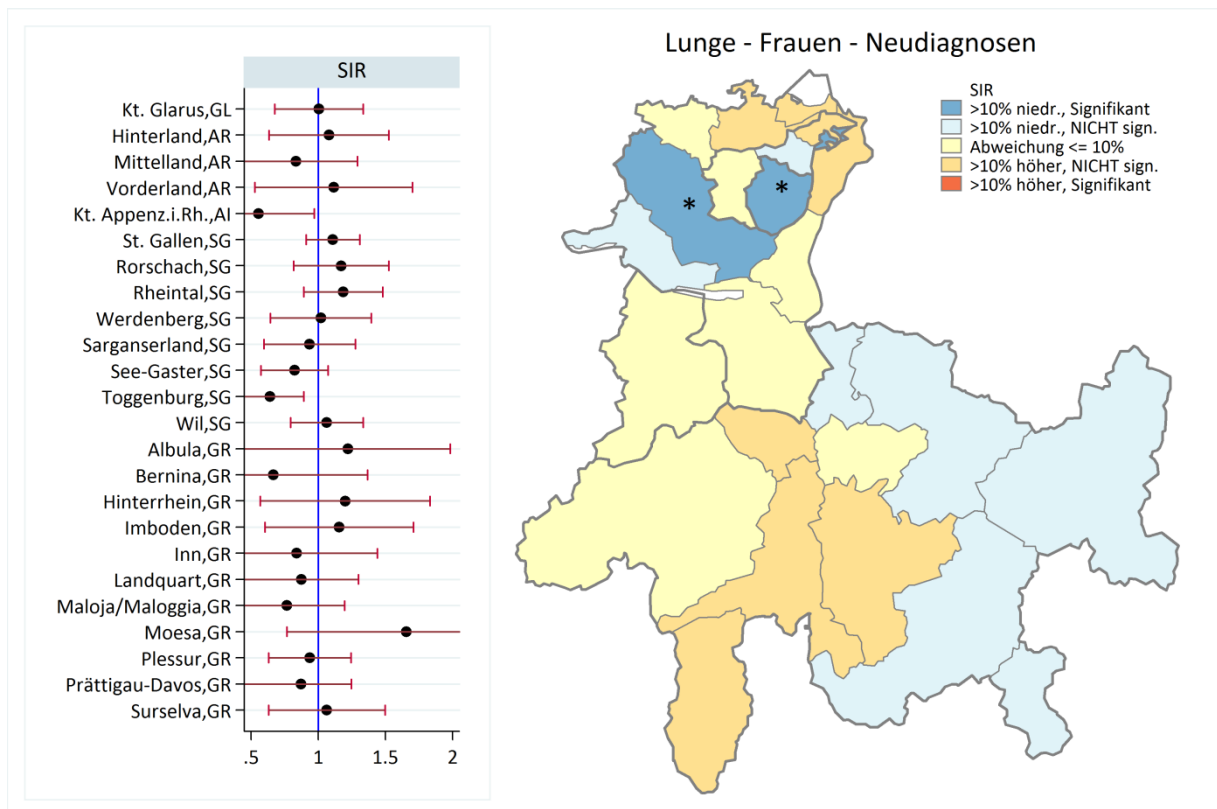 SIR
Kt. Glarus,GL
Hinterland,AR
Mittelland,AR
Vorderland,AR
Kt. Appenz.i.Rh.,AI
St. Gallen,SG
Rorschach,SG
Rheintal,SG
Werdenberg,SG
Sarganserland,SG
See-Gaster,SG
Toggenburg,SG
Wil,SG
Albula,GR
Bernina,GR
Hinterrhein,GR
Imboden,GR
Inn,GR
Landquart,GR
Maloja/Maloggia,GR
Moesa,GR
Plessur,GR
Prättigau-Davos,GR
Surselva,GR
.5 1 1.5 2
Lunge - Frauen - Neudiagnosen
SIR
>10% niedr., Signifikant
>10% niedr., NICHT sign.
Abweichung <= 10%
>10% höher, NICHT sign.
>10% höher, Signifikant
*
*